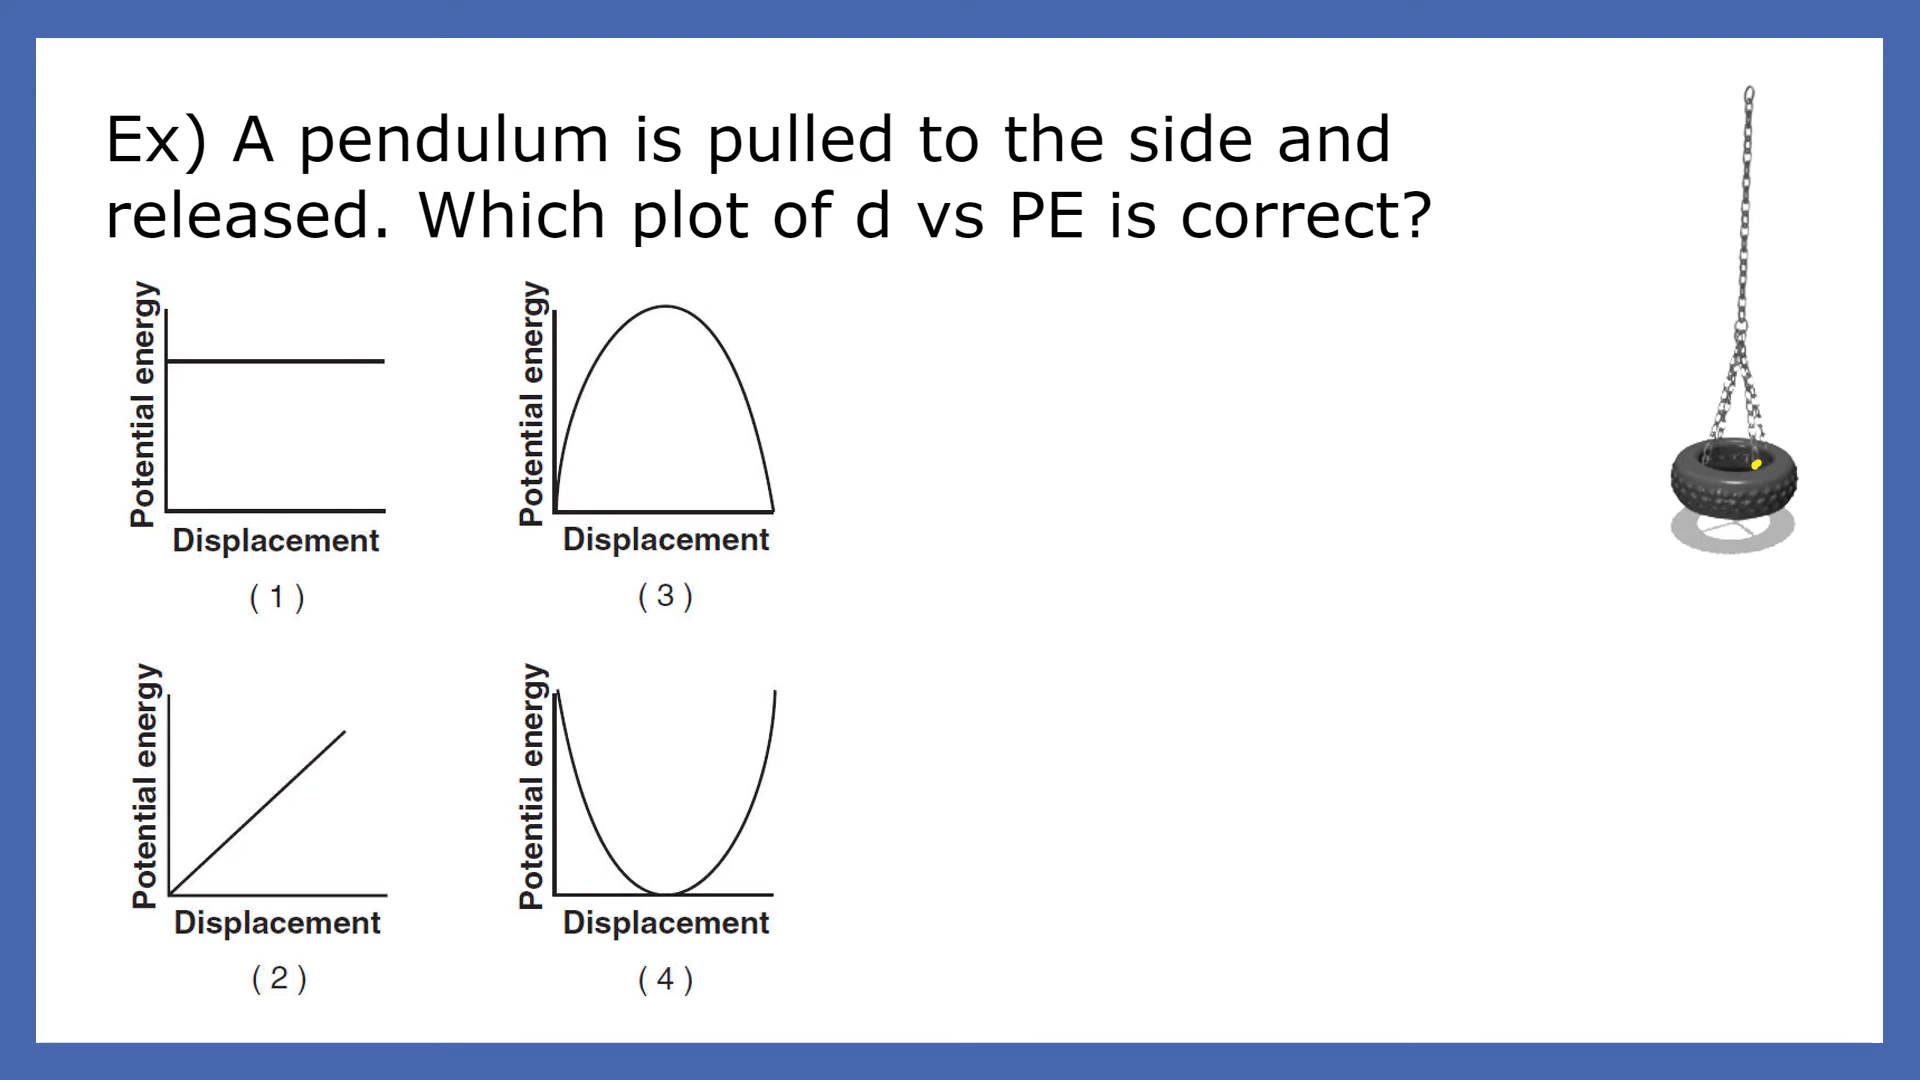 Ex) A pendulum is pulled to the side and
released. Which plot of d vs PE is correct?
Potential energy
Displacement
( 1 )
Potential energy
Displacement
( 3 )
Potential energy
Displacement
( 2 )
Potential energy
Displacement
( 4 )